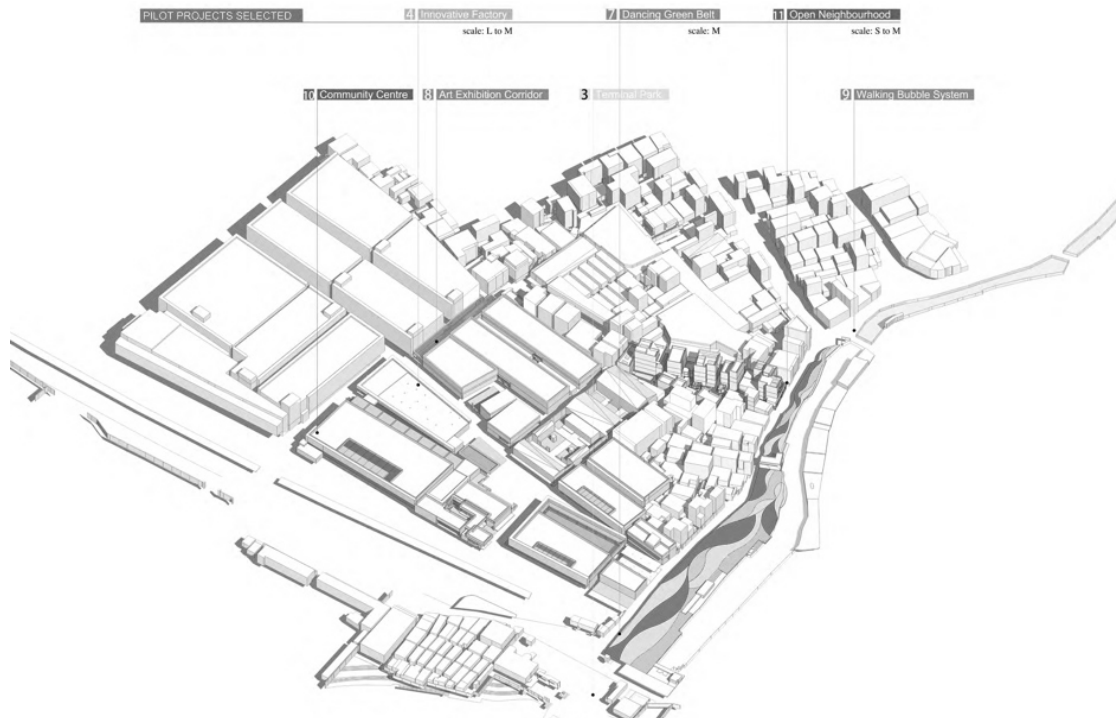 PILOT PROJECTS SELECTED
4 Innovative Factory
7 Dancing Green Belt
11 Open Neighbourhood
scale: L to M
scale: M
scale: S to M
10 Community Centre
8 Art Exhibition Corridor
3 Terminal Park
9 Walking Bubble System